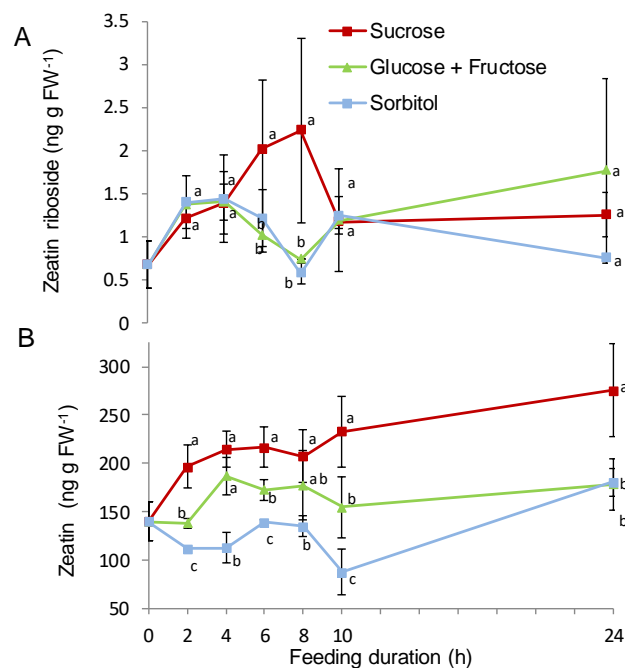 A
Sucrose
Glucose + Fructose
Sorbitol
Zeatin riboside (ng g FW-1)
3.5
3
2.5
2
1.5
1
0.5
0
a
a
a
a
a
a
b
b
a
b
b
a
a
a
a
a
B
Zeatin (ng g FW-1)
300
250
200
150
100
50
a
b
c
a
a
b
a
b
c
a
ab
b
a
b
c
a
b
b
0
2
4
6
8
10
24
Feeding duration (h)